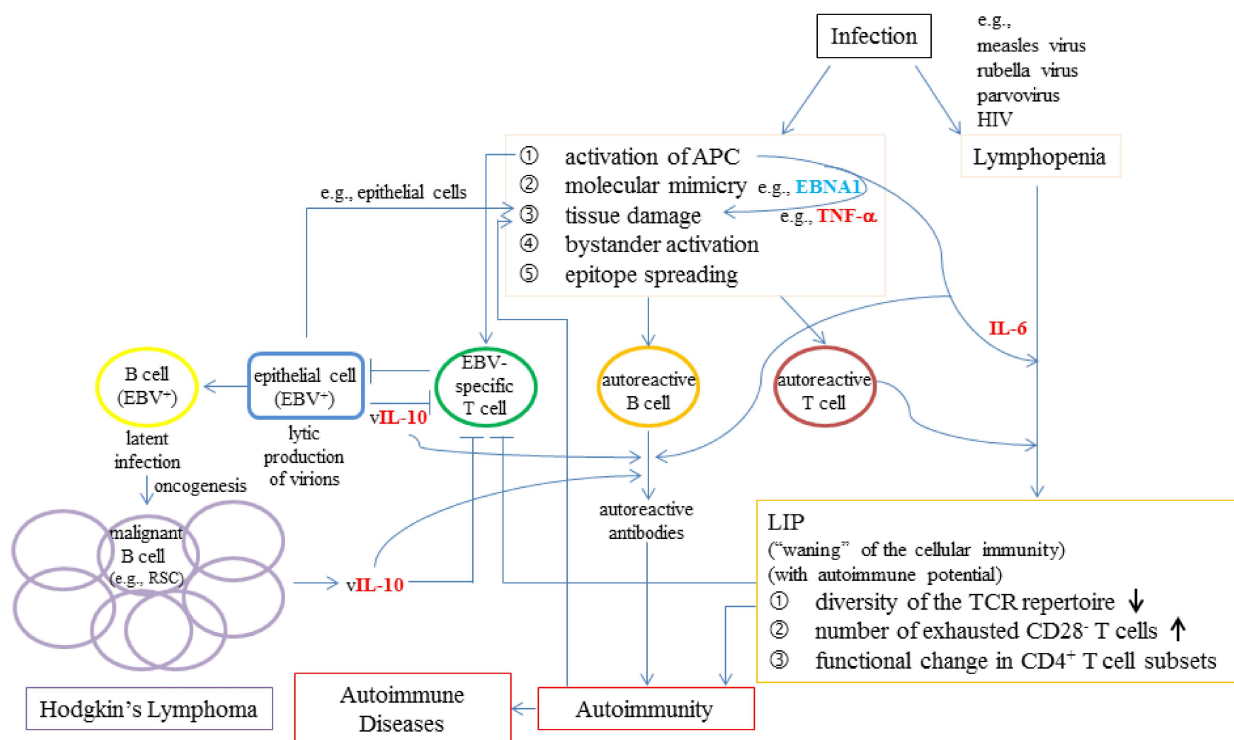 Infection
e.g.,
measles virus
rubella virus
parvovirus
HIV
Lymphopenia
① activation of APC
② molecular mimicry e.g., EBNA1
③ tissue damage e.g., TNF-α
④ bystander activation
⑤ epitope spreading
e.g., epithelial cells
IL-6
B cell
(EBV⁺)
epithelial cell
(EBV⁺)
EBV-
specific
T cell
autoreactive
B cell
autoreactive
T cell
vIL-10
latent
infection
lytic
production
of virions
oncogenesis
malignant
B cell
(e.g., RSC)
vIL-10
autoreactive
antibodies
LIP
(“waning” of the cellular immunity)
(with autoimmune potential)
① diversity of the TCR repertoire ↓
② number of exhausted CD28⁻ T cells ↑
③ functional change in CD4⁺ T cell subsets
Hodgkin’s Lymphoma
Autoimmune
Diseases
Autoimmunity